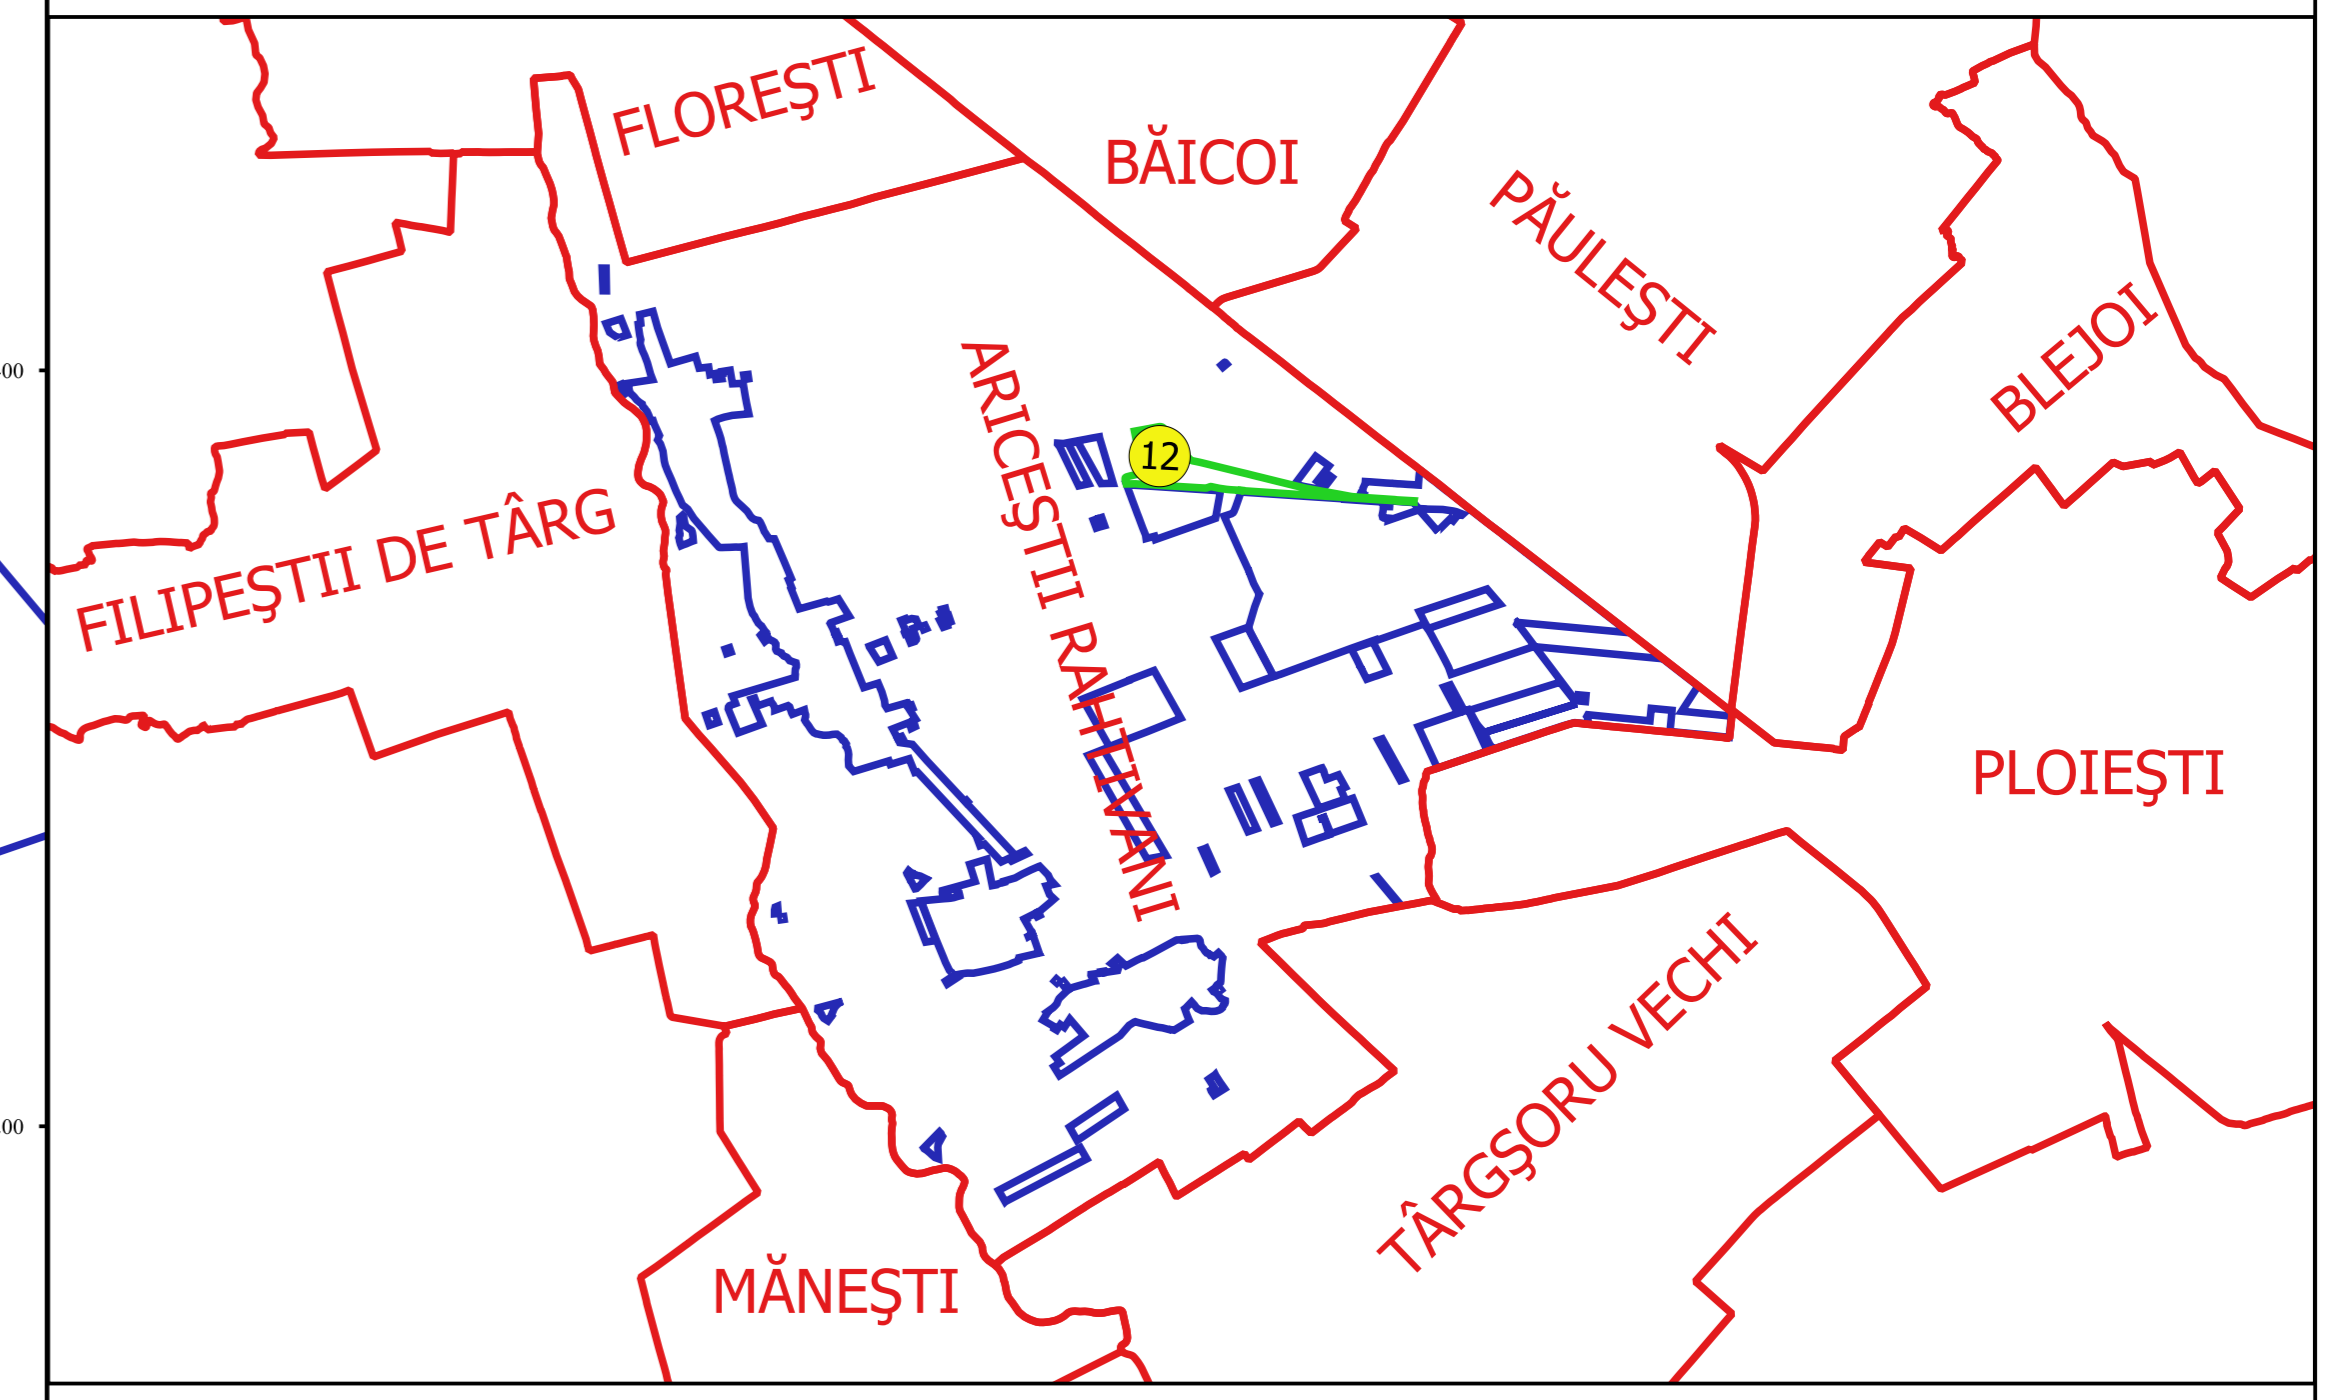 FLOREŞTI
BĂICOI
PĂULEŞTI
BLEJOI
ARICEŞTII RAHTIVANI
12
FILIPEŞTII DE TÂRG
PLOIEŞTI
TÂRGŞORU VECHI
MĂNEŞTI